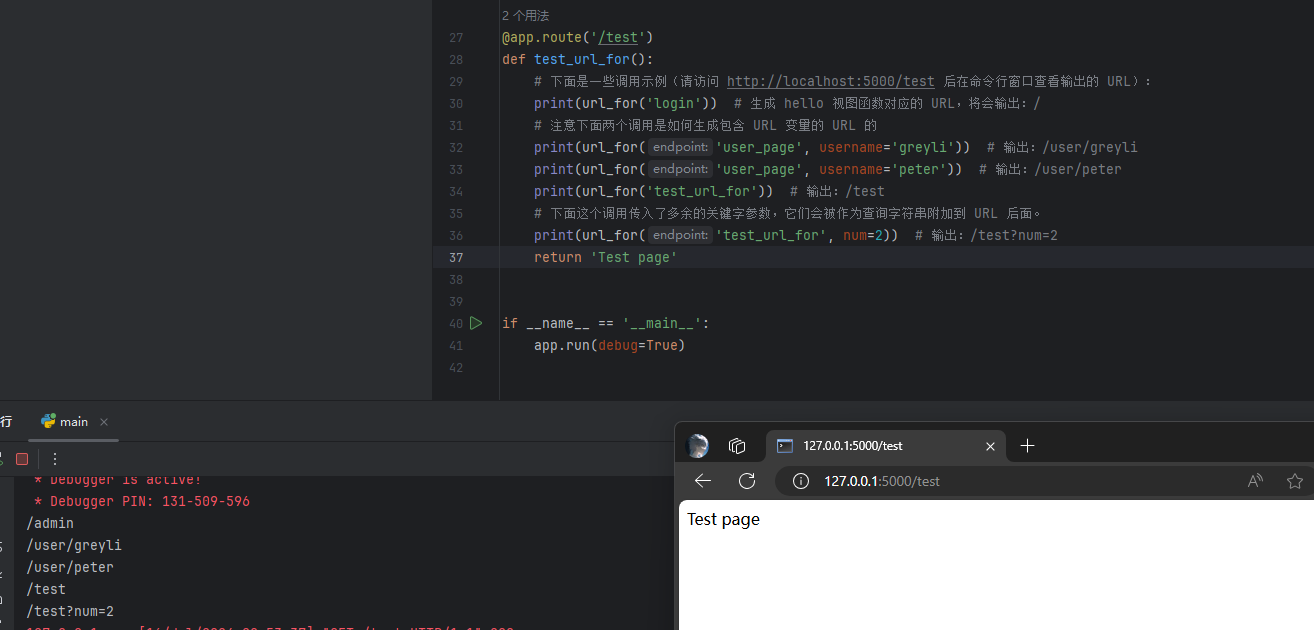 2 个用法
27 @app.route('/test')
28 def test_url_for():
29 # 下面是一些调用示例（请访问 http://localhost:5000/test 后在命令行窗口查看输出的 URL）：
30 print(url_for('login'))  # 生成 hello 视图函数对应的 URL，将会输出：/
31 # 注意下面两个调用是如何生成包含 URL 变量的 URL 的
32 print(url_for( endpoint: 'user_page', username='greyli'))  # 输出：/user/greyli
33 print(url_for( endpoint: 'user_page', username='peter'))  # 输出：/user/peter
34 print(url_for('test_url_for'))  # 输出：/test
35 # 下面这个调用传入了多余的关键字参数，它们会被作为查询字符串附加到 URL 后面。
36 print(url_for( endpoint: 'test_url_for', num=2))  # 输出：/test?num=2
37 return 'Test page'
38
39
40 if __name__ == '__main__':
41 app.run(debug=True)
42
行 main
* Debugger is active!
* Debugger PIN: 131-509-596
/admin
/user/greyli
/user/peter
/test
/test?num=2
127.0.0.1:5000/test
127.0.0.1:5000/test
Test page